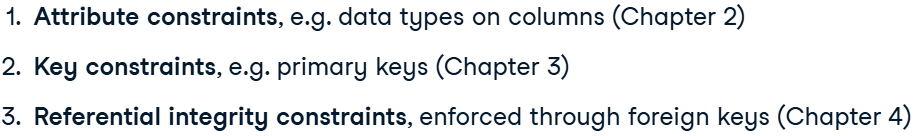 1. Attribute constraints, e.g. data types on columns (Chapter 2)
2. Key constraints, e.g. primary keys (Chapter 3)
3. Referential integrity constraints, enforced through foreign keys (Chapter 4)